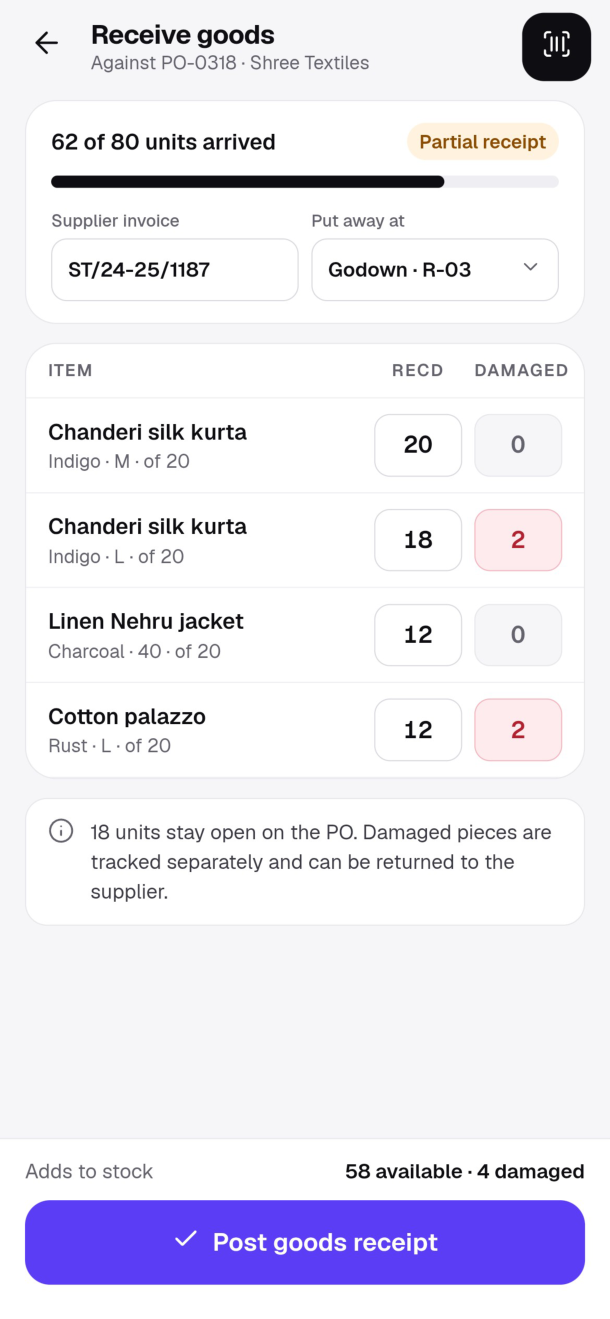 Receive goods
Against PO-0318 · Shree Textiles
62 of 80 units arrived
Partial receipt
Supplier invoice
Put away at
ST/24-25/1187
Godown · R-03
ITEM RECD DAMAGED
Chanderi silk kurta
Indigo · M · of 20
20 0
Chanderi silk kurta
Indigo · L · of 20
18 2
Linen Nehru jacket
Charcoal · 40 · of 20
12 0
Cotton palazzo
Rust · L · of 20
12 2
18 units stay open on the PO. Damaged pieces are
tracked separately and can be returned to the
supplier.
Adds to stock
58 available · 4 damaged
Post goods receipt